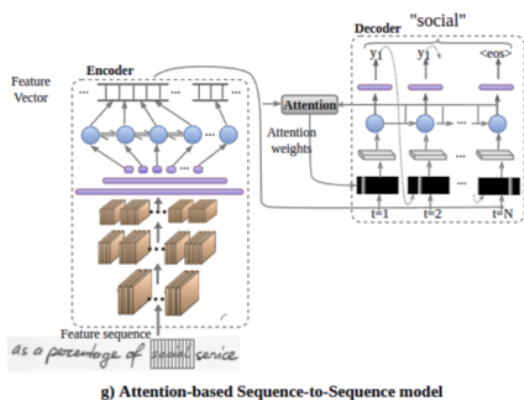 "social"
Decoder
y1 y1 <eos>
Encoder
Feature
Vector
... ... ...
Attention
Attention
weights
...
...
...
...
t=1 t=2 t=N
Feature sequence
as a percentage of social service
g) Attention-based Sequence-to-Sequence model